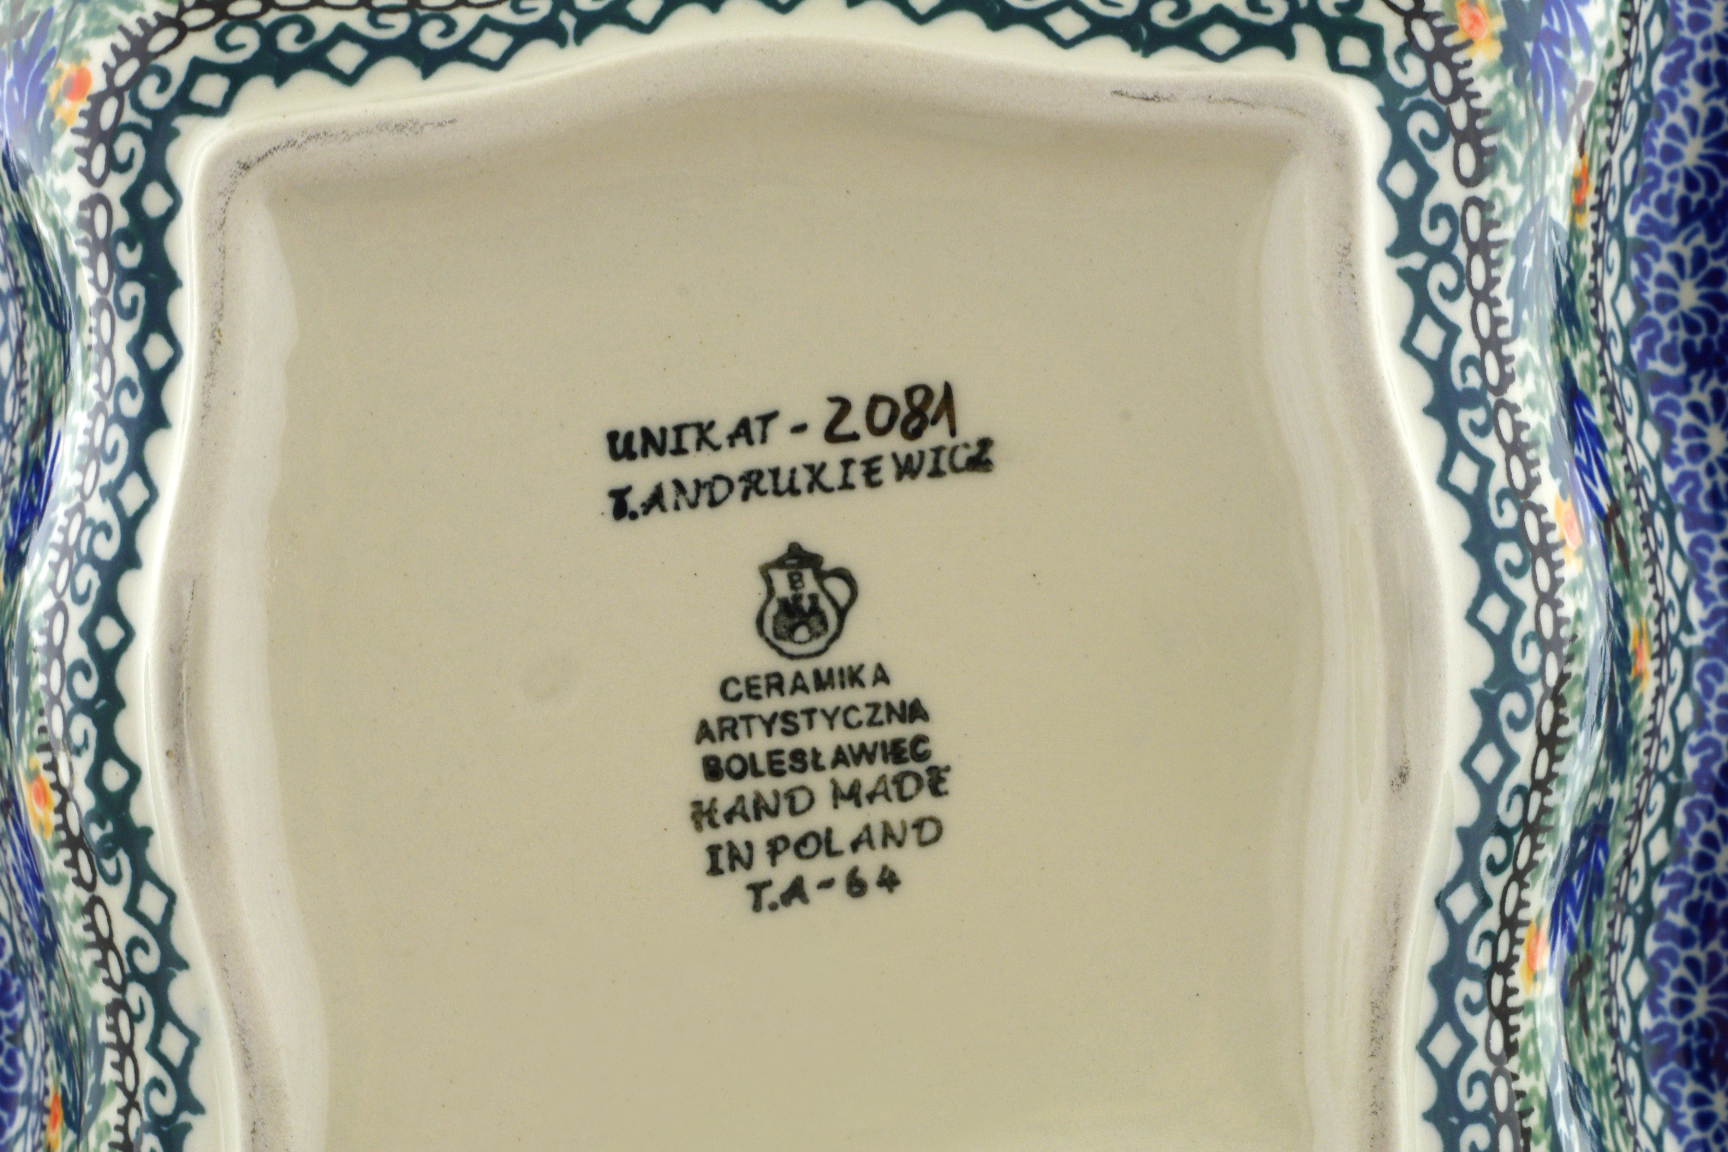 UNIKAT - 2081
T.ANDRUKIEWICZ
B
CERAMIKA
ARTYSTYCZNA
BOLESŁAWIEC
HAND MADE
IN POLAND
T.A-64